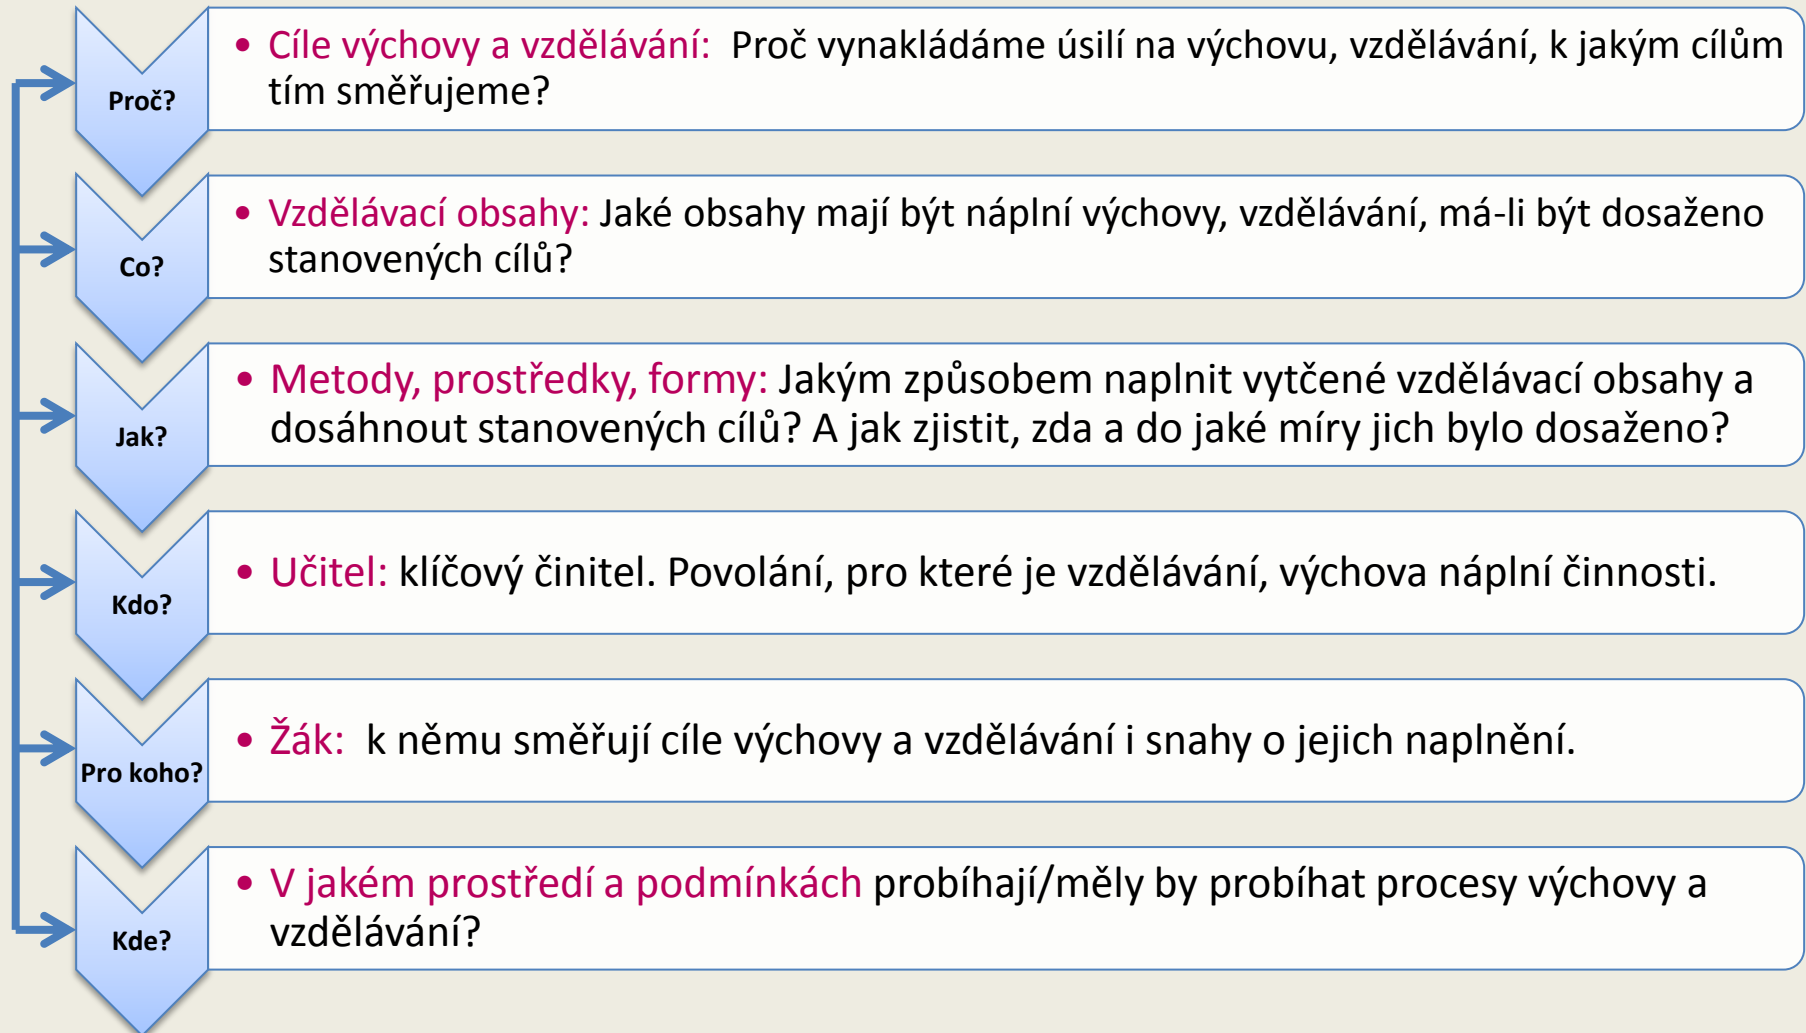 Proč?
• Cíle výchovy a vzdělávání:  Proč vynakládáme úsilí na výchovu, vzdělávání, k jakým cílům
tím směřujeme?
Co?
• Vzdělávací obsahy: Jaké obsahy mají být náplní výchovy, vzdělávání, má-li být dosaženo
stanovených cílů?
Jak?
• Metody, prostředky, formy: Jakým způsobem naplnit vytčené vzdělávací obsahy a
dosáhnout stanovených cílů? A jak zjistit, zda a do jaké míry jich bylo dosaženo?
Kdo?
• Učitel: klíčový činitel. Povolání, pro které je vzdělávání, výchova náplní činnosti.
Pro koho?
• Žák:  k němu směřují cíle výchovy a vzdělávání i snahy o jejich naplnění.
Kde?
• V jakém prostředí a podmínkách probíhají/měly by probíhat procesy výchovy a
vzdělávání?